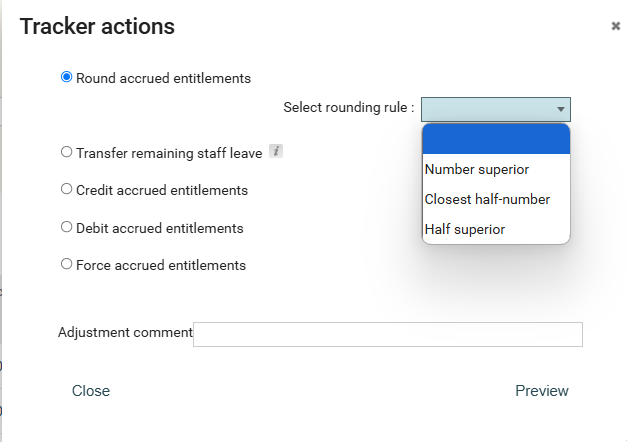 Tracker actions
Round accrued entitlements
Select rounding rule :
Number superior
Closest half-number
Half superior
Transfer remaining staff leave i
Credit accrued entitlements
Debit accrued entitlements
Force accrued entitlements
Adjustment comment
Close Preview